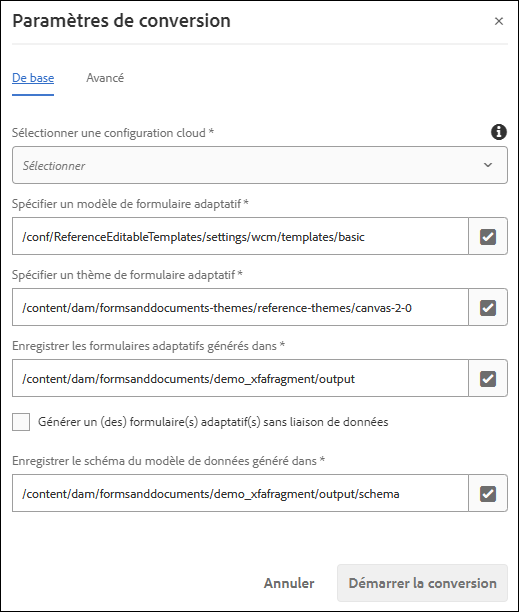 Paramètres de conversion
De base
Avancé
Sélectionner une configuration cloud *
Sélectionner
Spécifier un modèle de formulaire adaptatif *
/conf/ReferenceEditableTemplates/settings/wcm/templates/basic
Spécifier un thème de formulaire adaptatif *
/content/dam/formsanddocuments-themes/reference-themes/canvas-2-0
Enregistrer les formulaires adaptatifs générés dans *
/content/dam/formsanddocuments/demo_xfafragment/output
Générer un (des) formulaire(s) adaptatif(s) sans liaison de données
Enregistrer le schéma du modèle de données généré dans *
/content/dam/formsanddocuments/demo_xfafragment/output/schema
Annuler
Démarrer la conversion